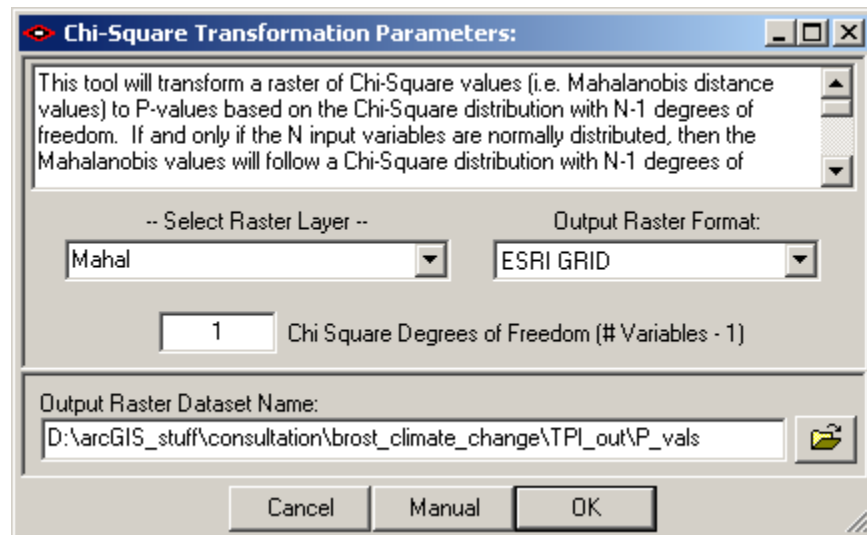 Chi-Square Transformation Parameters:
This tool will transform a raster of Chi-Square values (i.e. Mahalanobis distance
values) to P-values based on the Chi-Square distribution with N-1 degrees of
freedom.  If and only if the N input variables are normally distributed, then the
Mahalanobis values will follow a Chi-Square distribution with N-1 degrees of
-- Select Raster Layer --
Output Raster Format:
Mahal
ESRI GRID
1
Chi Square Degrees of Freedom (# Variables - 1)
Output Raster Dataset Name:
D:\arcGIS_stuff\consultation\brost_climate_change\TPI_out\P_vals
Cancel
Manual
OK